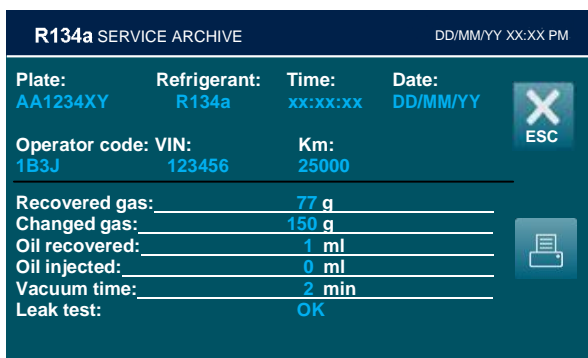 R134a SERVICE ARCHIVE DD/MM/YY XX:XX PM
Plate: Refrigerant: Time: Date:
AA1234XY R134a xx:xx:xx DD/MM/YY
ESC
Operator code: VIN: Km:
1B3J 123456 25000
Recovered gas: 77 g
Changed gas: 150 g
Oil recovered: 1 ml
Oil injected: 0 ml
Vacuum time: 2 min
Leak test: OK